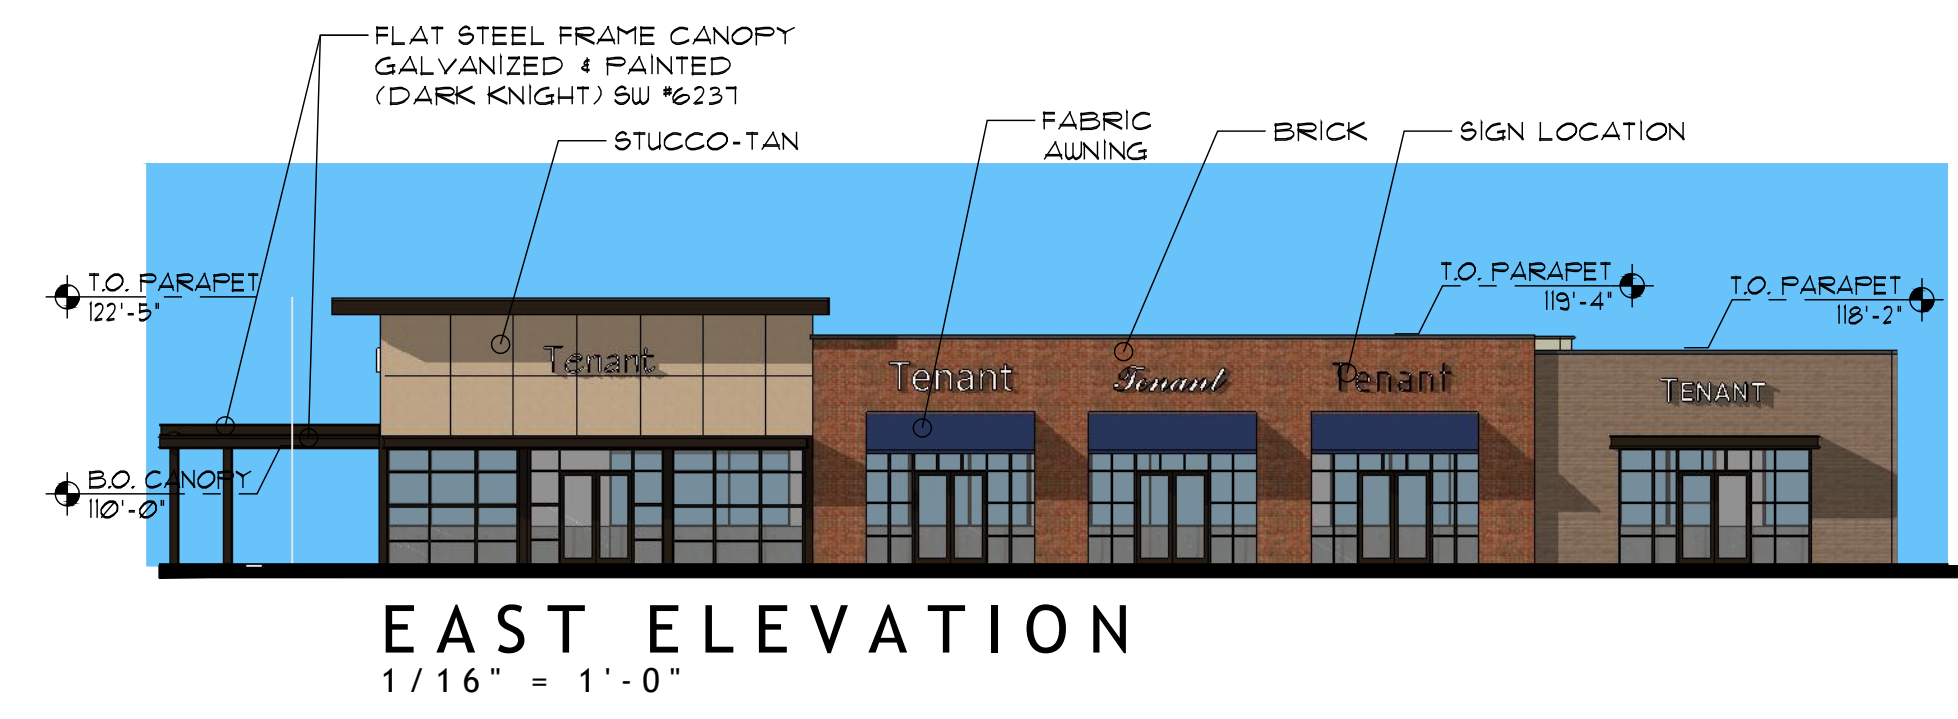 FLAT STEEL FRAME CANOPY
GALVANIZED & PAINTED
(DARK KNIGHT) SW #6237
STUCCO-TAN
FABRIC
AWNING
BRICK
SIGN LOCATION
T.O. PARAPET
122'-5"
T.O. PARAPET
119'-4"
T.O. PARAPET
118'-2"
Tenant
Tenant
Tenant
Tenant
TENANT
B.O. CANOPY
110'-0"
EAST ELEVATION
1/16" = 1'-0"